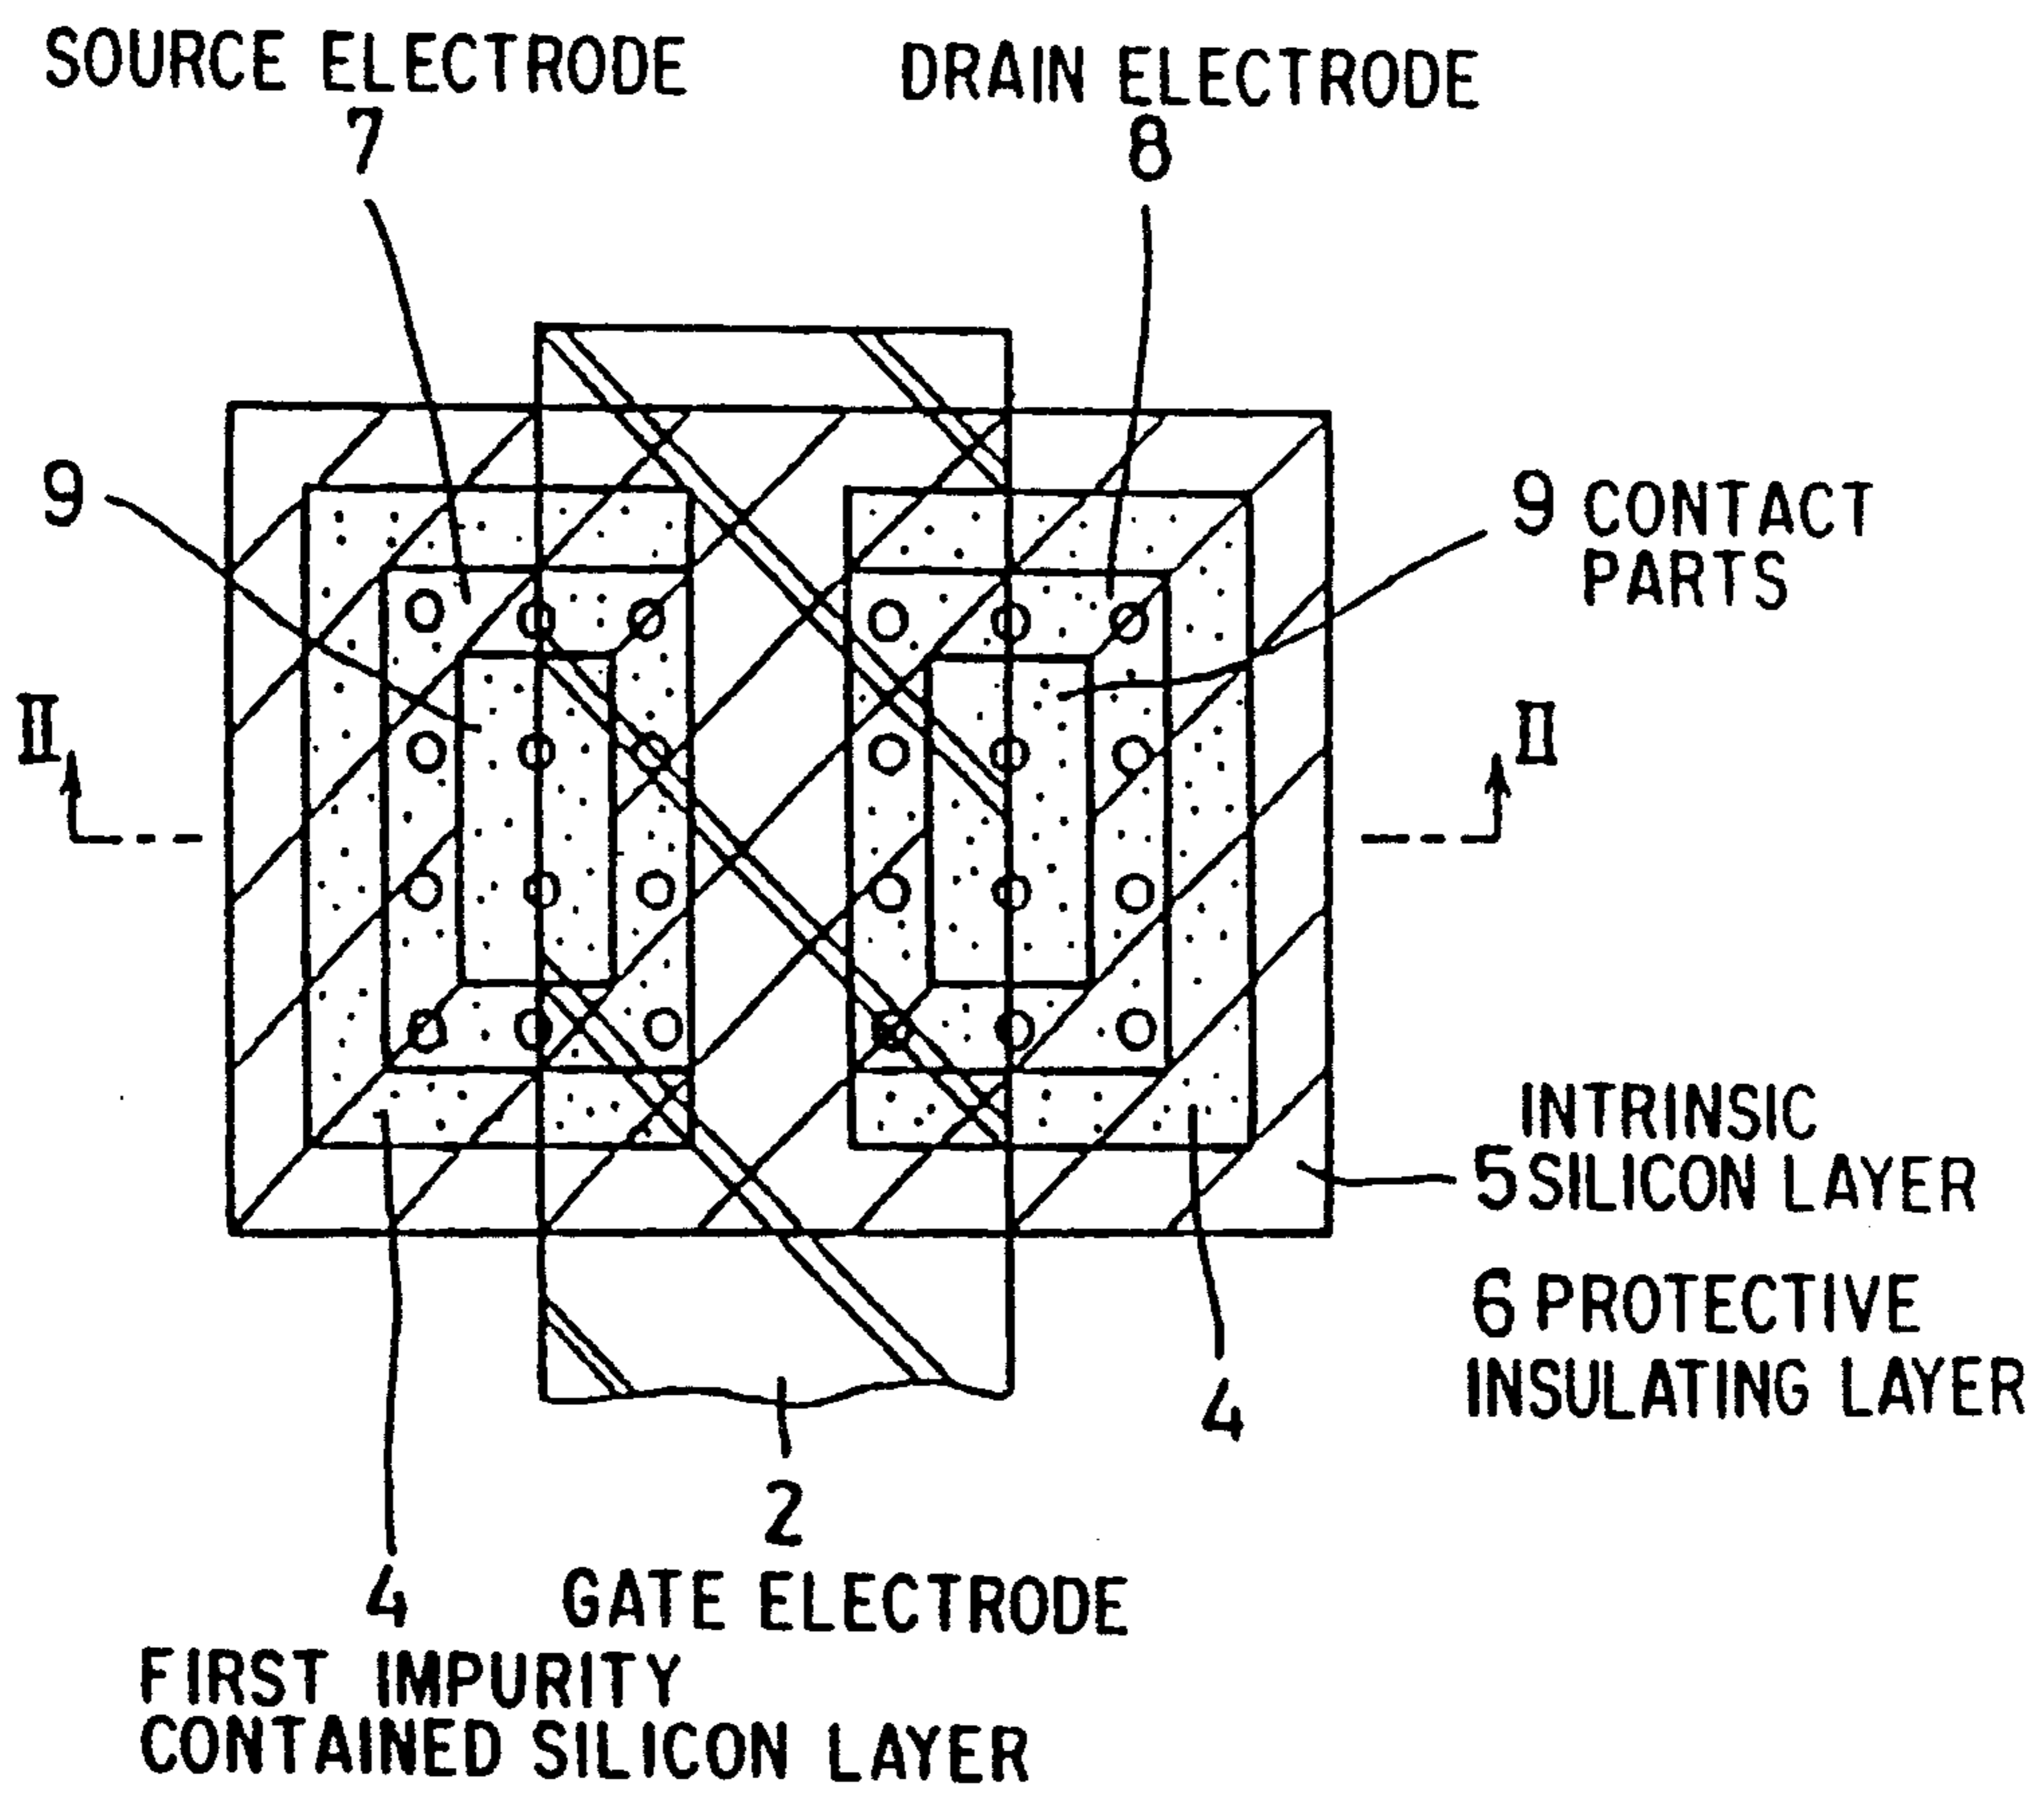 SOURCE ELECTRODE
7
DRAIN ELECTRODE
8
9
9 CONTACT
PARTS
II
II
INTRINSIC
5 SILICON LAYER
6 PROTECTIVE
INSULATING LAYER
4
2
GATE ELECTRODE
4
FIRST IMPURITY
CONTAINED SILICON LAYER